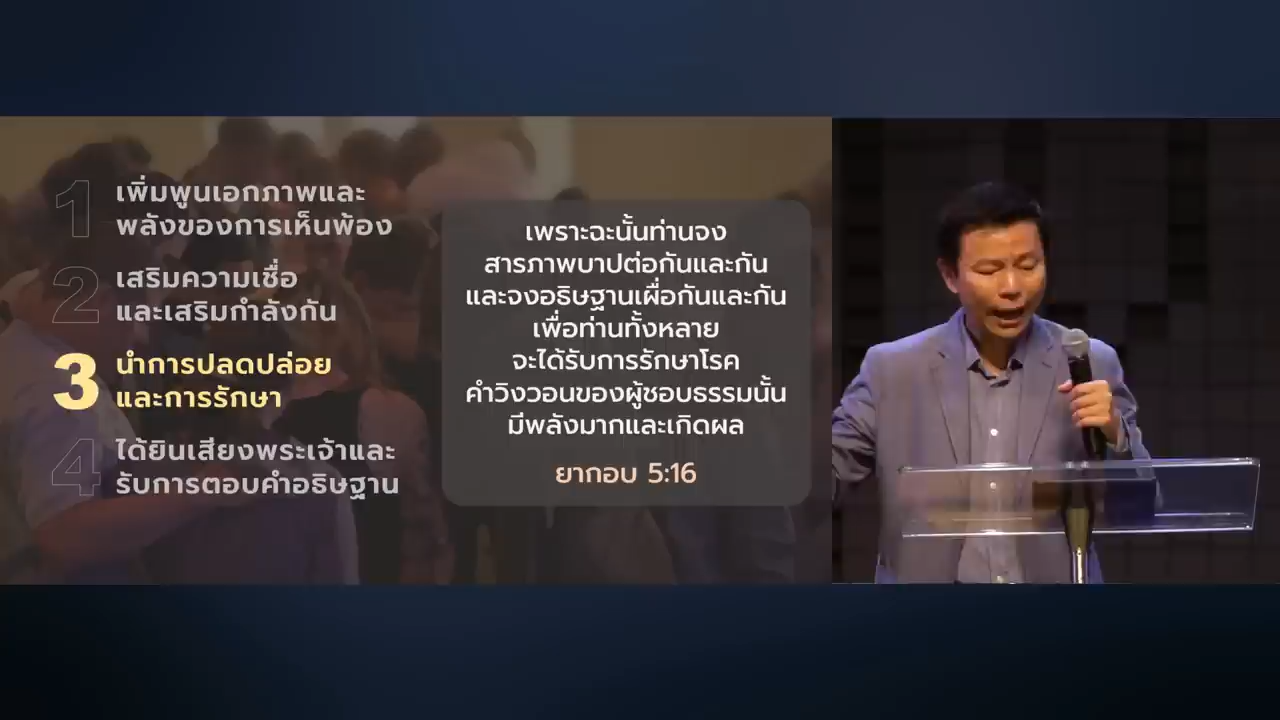 1
เพิ่มพูนเอกภาพและ
พลังของการเห็นพ้อง
2
เสริมความเชื่อ
และเสริมกำลังกัน
3
นำการปลดปล่อย
และการรักษา
4
ได้ยินเสียงพระเจ้าและ
รับการตอบคำอธิษฐาน
เพราะฉะนั้นท่านจง
สารภาพบาปต่อกันและกัน
และจงอธิษฐานเผื่อกันและกัน
เพื่อท่านทั้งหลาย
จะได้รับการรักษาโรค
คำวิงวอนของผู้ชอบธรรมนั้น
มีพลังมากและเกิดผล
ยากอบ 5:16